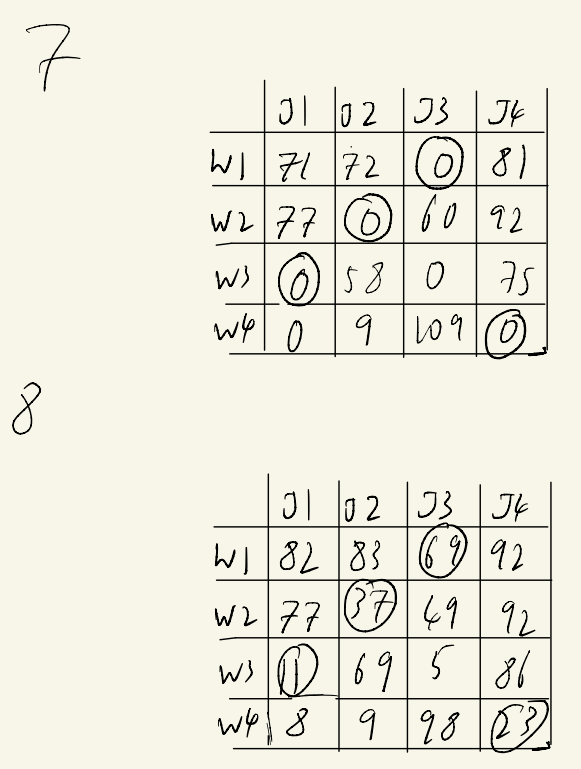 7
J1 J2 J3 J4
W1 71 72 0 81
W2 77 0 60 92
W3 0 58 0 75
W4 0 9 109 0
8
J1 J2 J3 J4
W1 82 83 69 92
W2 77 37 49 92
W3 11 69 5 86
W4 8 9 98 23